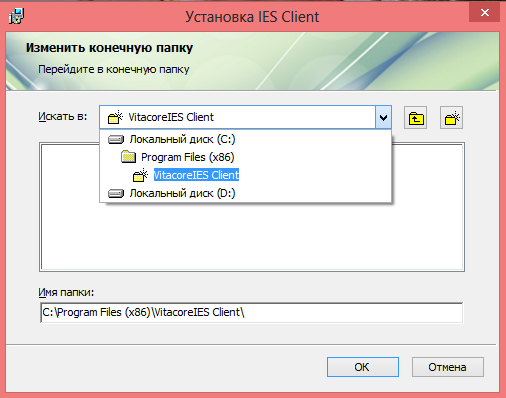 Установка IES Client
Изменить конечную папку
Перейдите в конечную папку
Искать в:
VitacoreIES Client
Локальный диск (C:)
Program Files (x86)
VitacoreIES Client
Локальный диск (D:)
Имя папки:
C:\Program Files (x86)\VitacoreIES Client\
ОК
Отмена